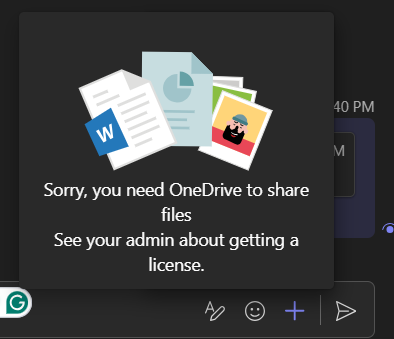 W
40 PM
M
Sorry, you need OneDrive to share
files
See your admin about getting a
license.